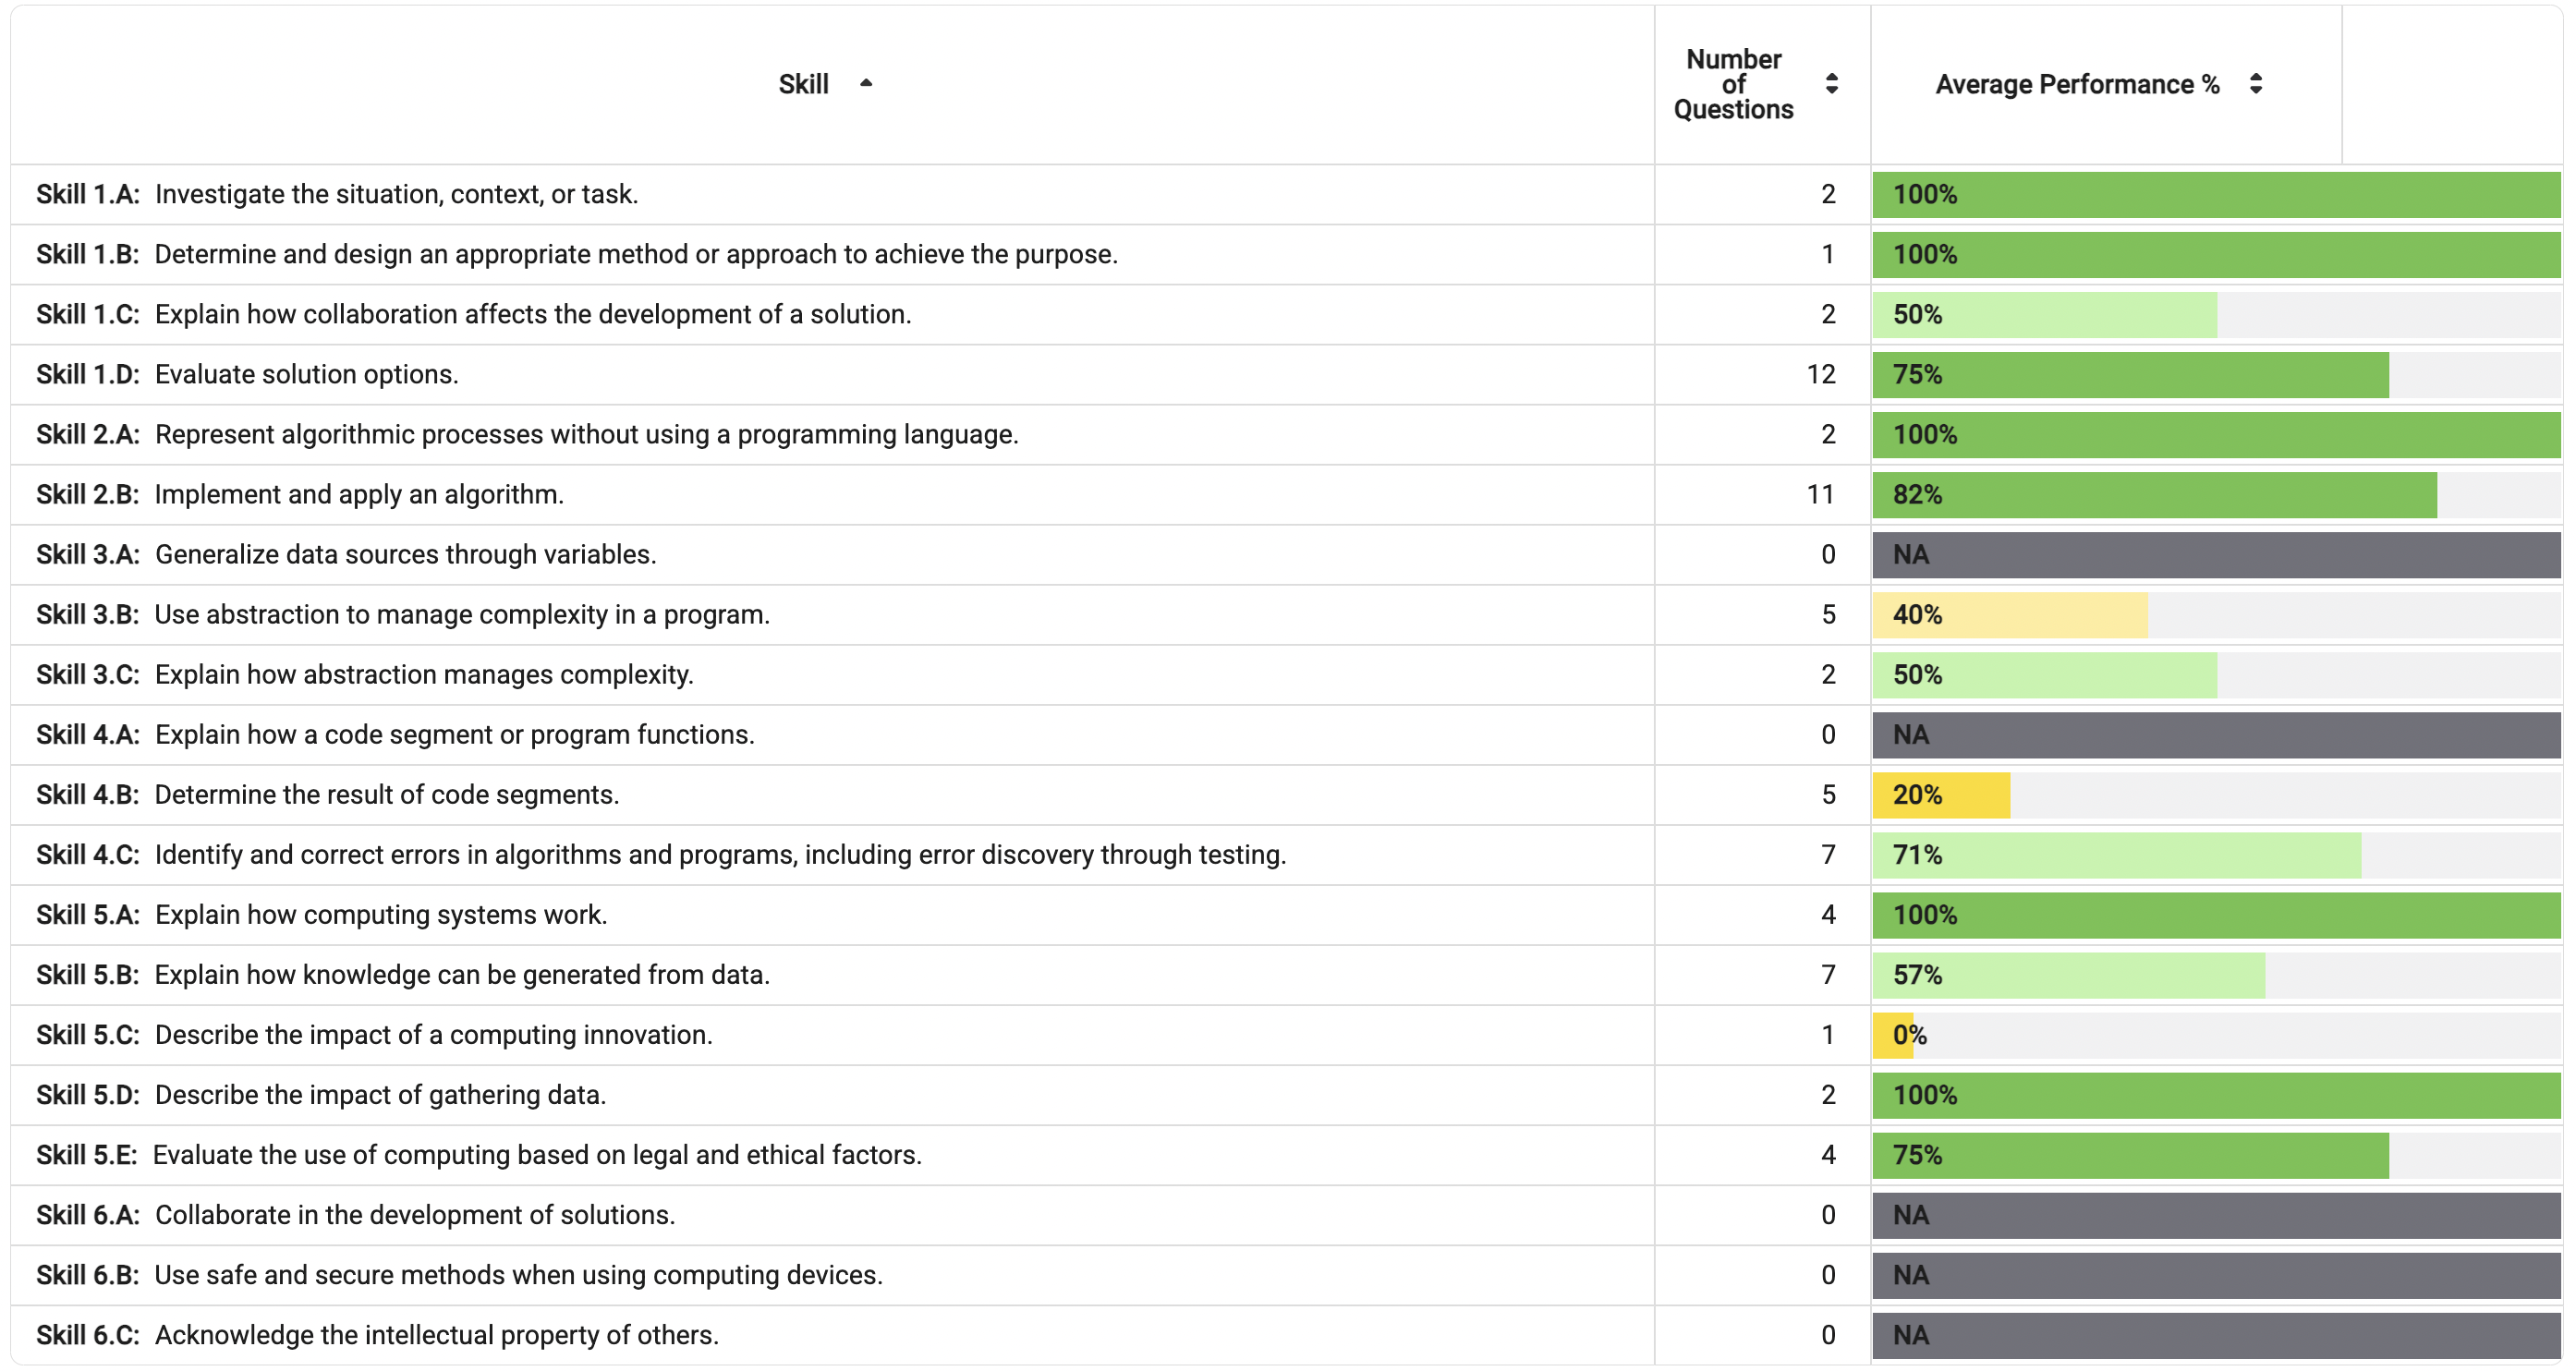 Skill
Number
of
Questions
Average Performance %
Skill 1.A: Investigate the situation, context, or task. 2 100%
Skill 1.B: Determine and design an appropriate method or approach to achieve the purpose. 1 100%
Skill 1.C: Explain how collaboration affects the development of a solution. 2 50%
Skill 1.D: Evaluate solution options. 12 75%
Skill 2.A: Represent algorithmic processes without using a programming language. 2 100%
Skill 2.B: Implement and apply an algorithm. 11 82%
Skill 3.A: Generalize data sources through variables. 0 NA
Skill 3.B: Use abstraction to manage complexity in a program. 5 40%
Skill 3.C: Explain how abstraction manages complexity. 2 50%
Skill 4.A: Explain how a code segment or program functions. 0 NA
Skill 4.B: Determine the result of code segments. 5 20%
Skill 4.C: Identify and correct errors in algorithms and programs, including error discovery through testing. 7 71%
Skill 5.A: Explain how computing systems work. 4 100%
Skill 5.B: Explain how knowledge can be generated from data. 7 57%
Skill 5.C: Describe the impact of a computing innovation. 1 0%
Skill 5.D: Describe the impact of gathering data. 2 100%
Skill 5.E: Evaluate the use of computing based on legal and ethical factors. 4 75%
Skill 6.A: Collaborate in the development of solutions. 0 NA
Skill 6.B: Use safe and secure methods when using computing devices. 0 NA
Skill 6.C: Acknowledge the intellectual property of others. 0 NA